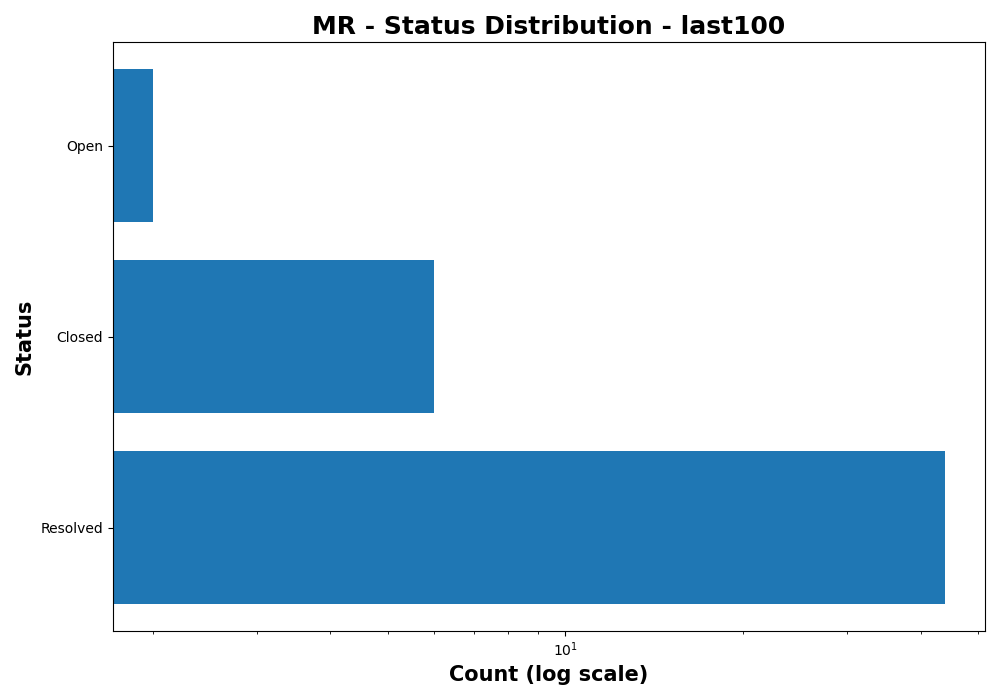 MR - Status Distribution - last100
Status
Open
Closed
Resolved
10¹
Count (log scale)